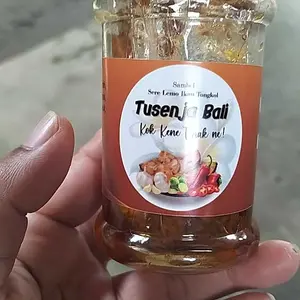 Sambel
Sere Lemo Ikan Tongkol
Tusenja Bali
Kok Kene Enak ne!